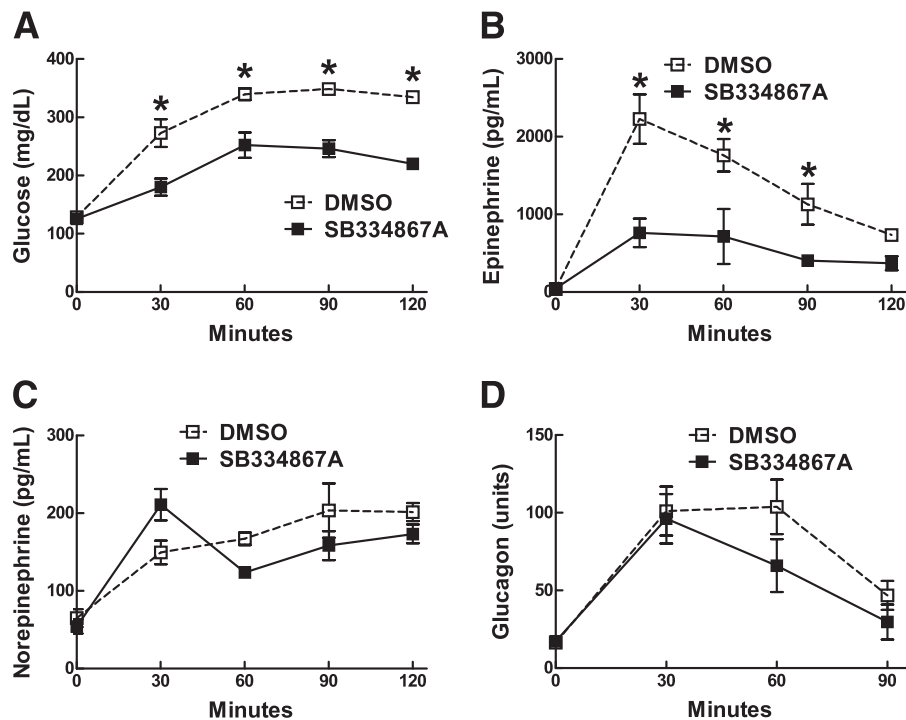 A
Glucose (mg/dL)
400
300
200
100
0
* * * *
DMSO
SB334867A
0 30 60 90 120
Minutes
B
Epinephrine (pg/mL)
3000
2000
1000
0
* * *
DMSO
SB334867A
0 30 60 90 120
Minutes
C
Norepinephrine (pg/mL)
300
200
100
0
DMSO
SB334867A
0 30 60 90 120
Minutes
D
Glucagon (units)
150
100
50
0
DMSO
SB334867A
0 30 60 90
Minutes